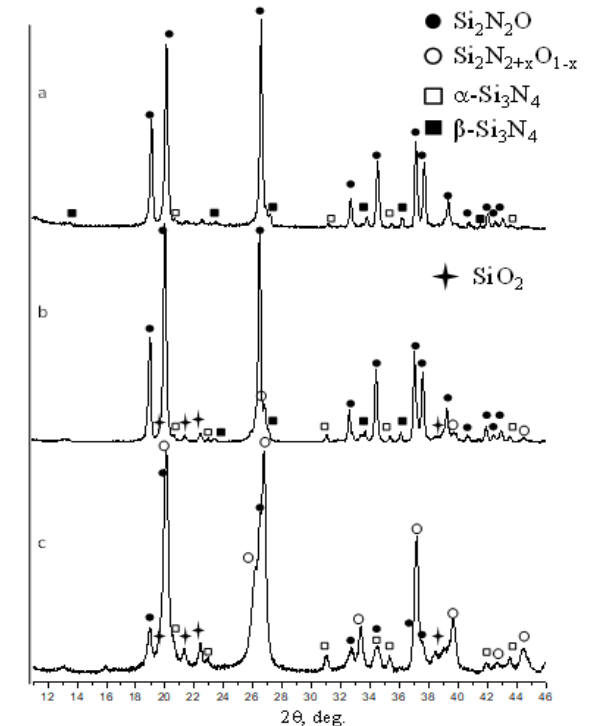 Si₂N₂O
Si₂N₂₊ₓO₁₋ₓ
α-Si₃N₄
β-Si₃N₄
a
SiO₂
b
c
12 14 16 18 20 22 24 26 28 30 32 34 36 38 40 42 44 46
2θ, deg.